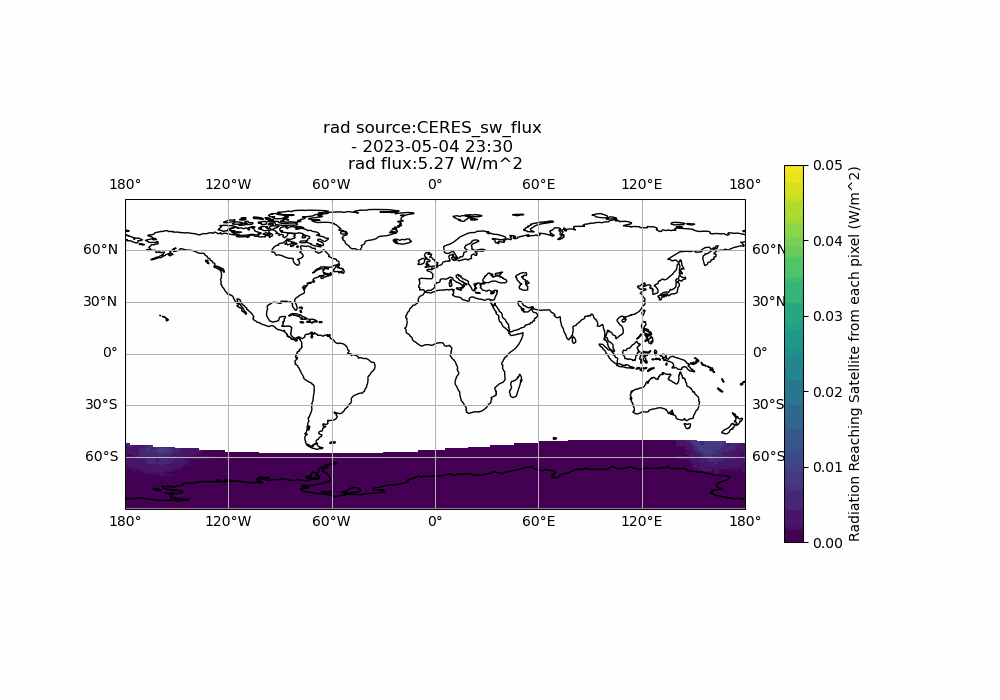 rad source:CERES_sw_flux
- 2023-05-04 23:30
rad flux:5.27 W/m^2
180° 120°W 60°W 0° 60°E 120°E 180°
60°N 60°N
30°N 30°N
0° 0°
30°S 30°S
60°S 60°S
180° 120°W 60°W 0° 60°E 120°E 180°
0.05
0.04
0.03
0.02
0.01
0.00
Radiation Reaching Satellite from each pixel (W/m^2)